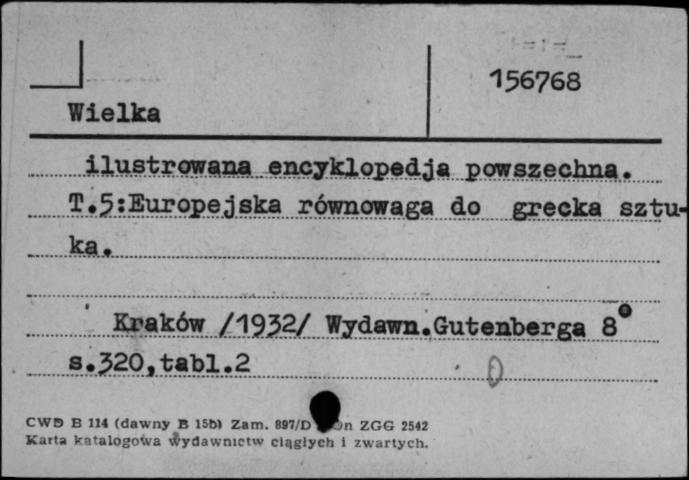 156768
Wielka
ilustrowana encyklopedja powszechna.
T.5:Europejska równowaga do grecka sztu-
ka.
Kraków /1932/ Wydawn.Gutenberga 8°
s.320,tabl.2
CWD B 114 (dawny B 15b) Zam. 897/D ZGG 2542
Karta katalogowa wydawnictw ciągłych i zwartych.